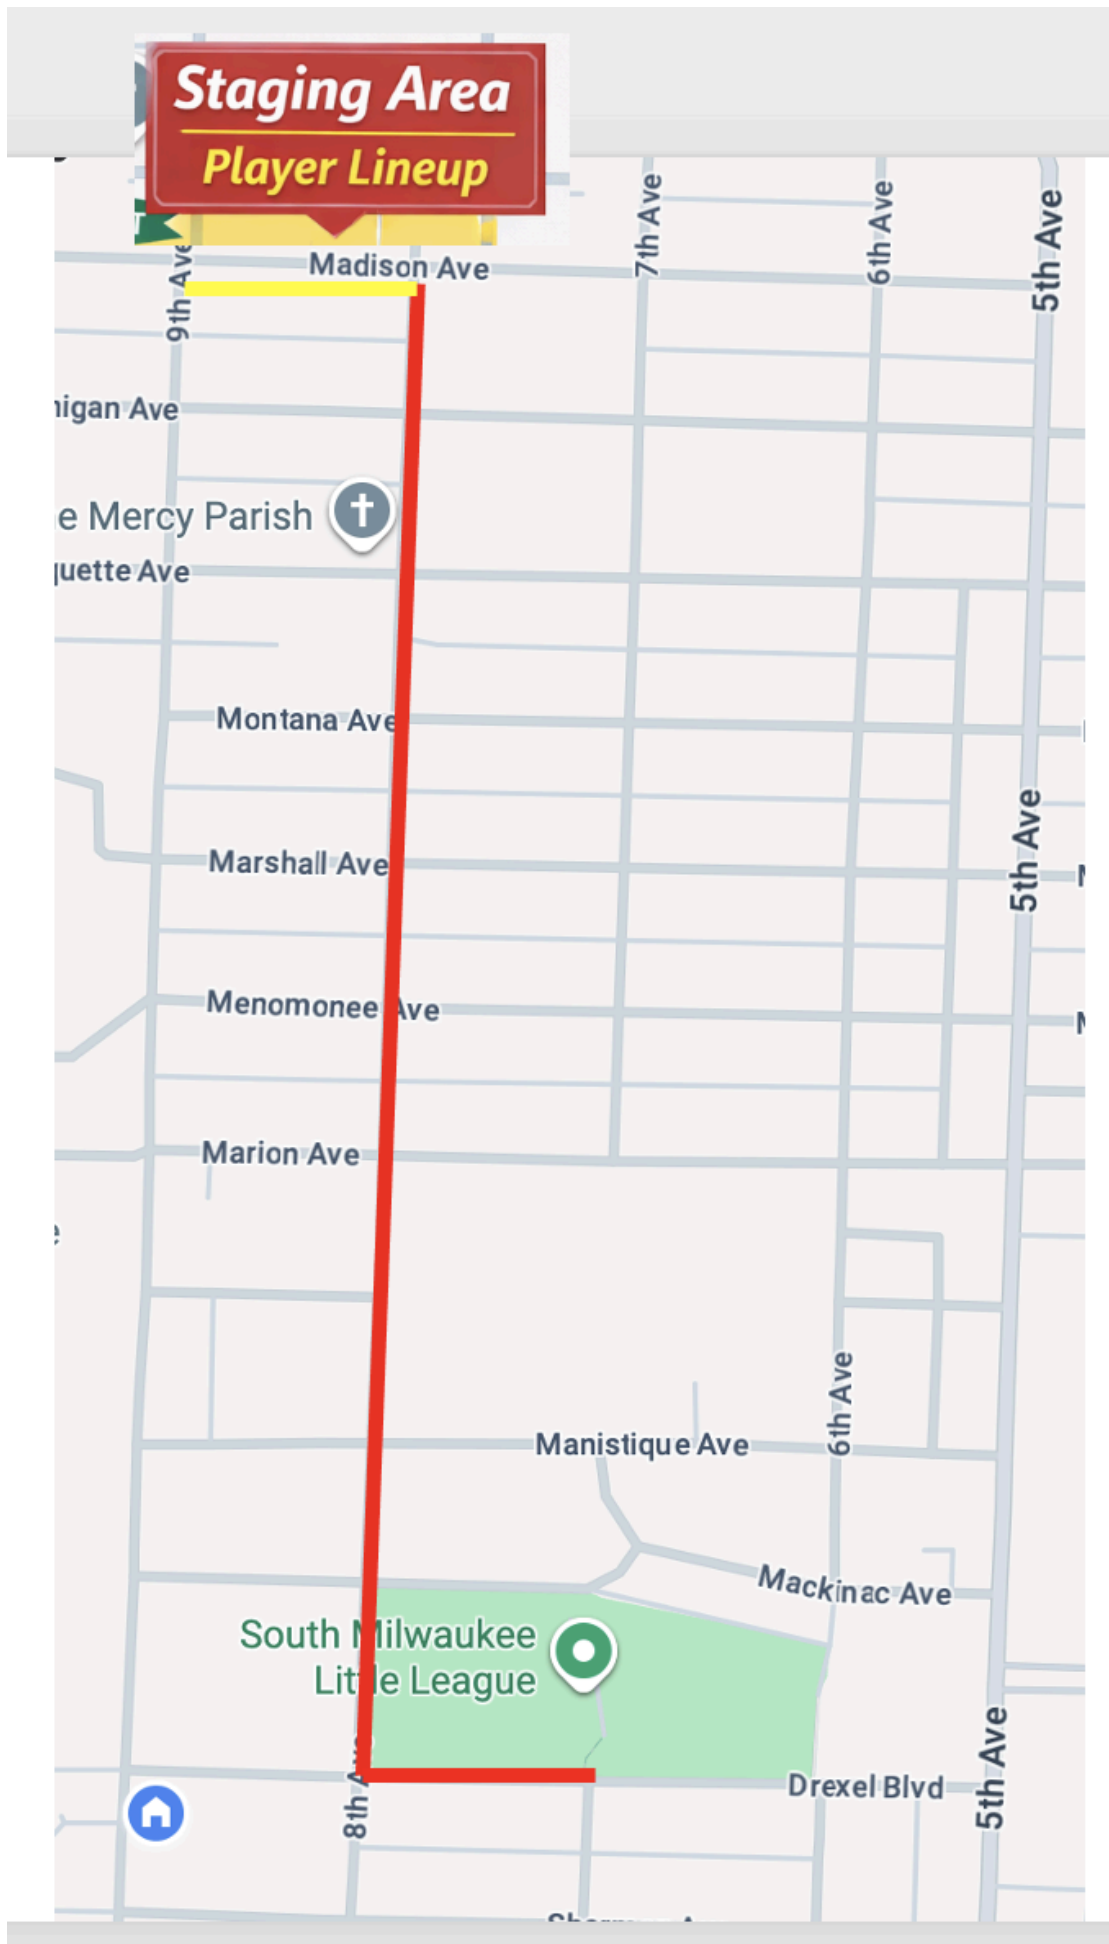 Staging Area
Player Lineup
7th Ave
6th Ave
5th Ave
9th Ave
Madison Ave
higan Ave
e Mercy Parish
quette Ave
Montana Ave
Marshall Ave
5th Ave
Menomonee Ave
Marion Ave
6th Ave
Manistique Ave
Mackinac Ave
South Milwaukee
Little League
8th Ave
Drexel Blvd
5th Ave